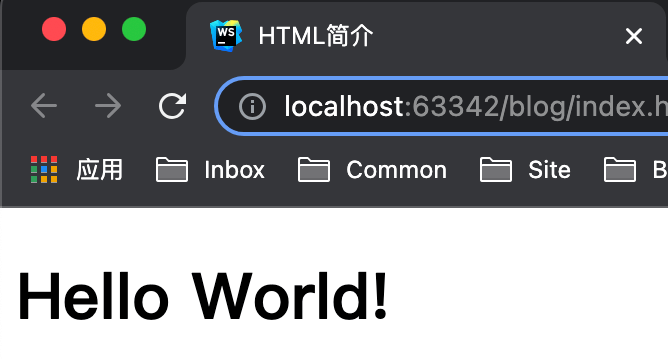 WS HTML简介
localhost:63342/blog/index.h
应用 Inbox Common Site B
Hello World!